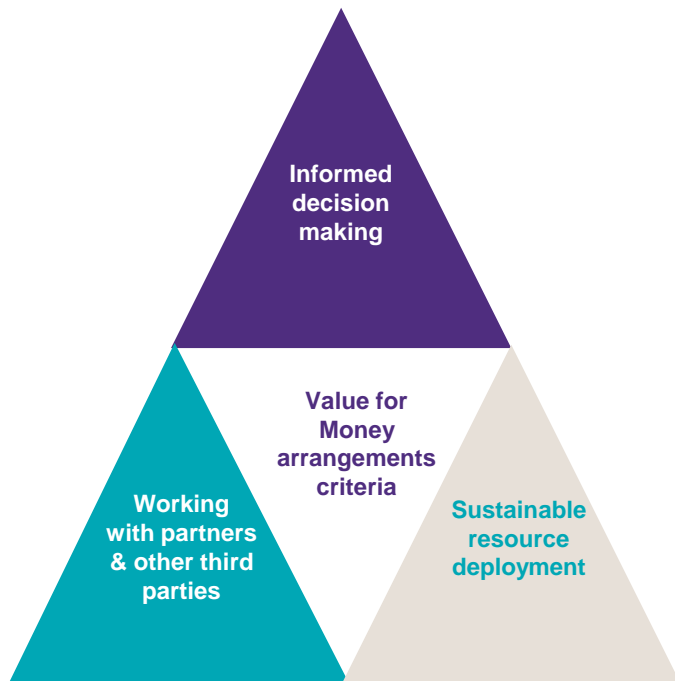 Informed
decision
making
Value for
Money
arrangements
criteria
Working
with partners
& other third
parties
Sustainable
resource
deployment